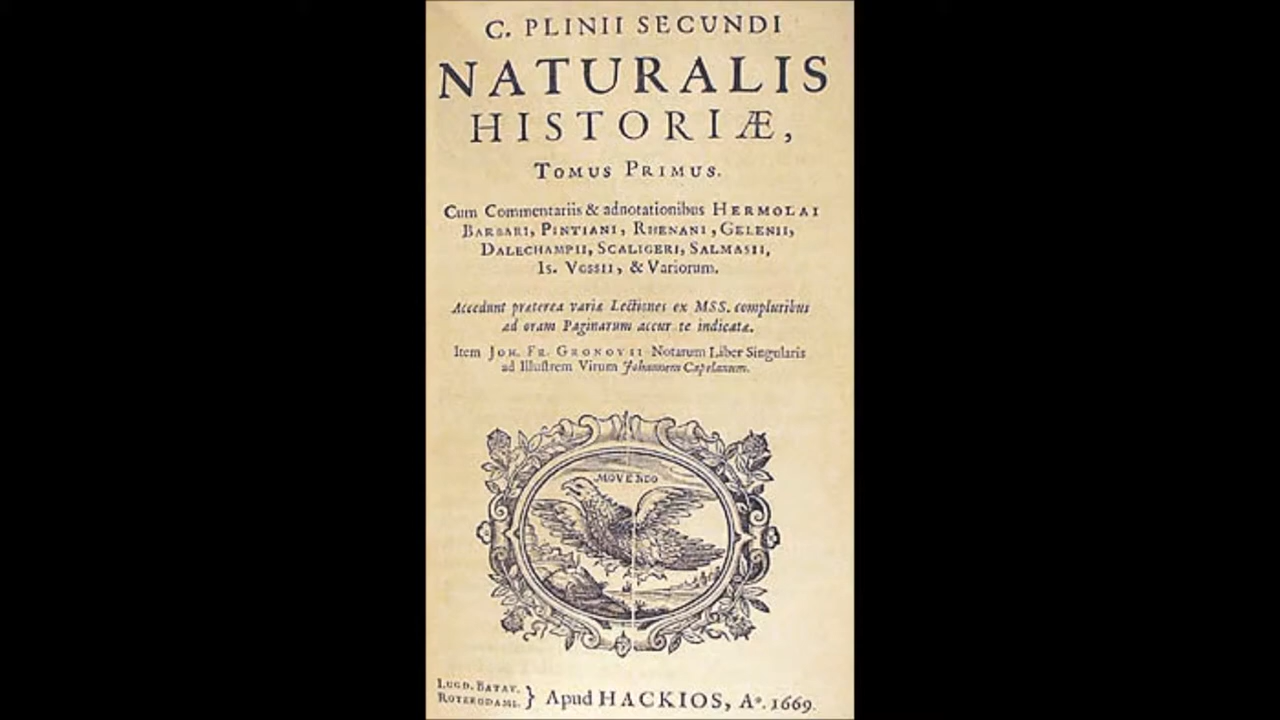 C. PLINII SECUNDI
NATURALIS
HISTORIÆ,
TOMUS PRIMUS.
Cum Commentariis & adnotationibus HERMOLAI
BARBARI, PINTIANI, RHENANI, GELENII,
DALECHAMPII, SCALIGERI, SALMASII,
IS. VOSSII, & Variorum.
Accedunt præterea variæ Lectiones ex MSS. compluribus
ad oram Paginarum accur te indicatæ.
Item JOH. FR. GRONOVII Notarum Liber Singularis
ad Illuſtrem Virum Johannem Capelanum.
MOVENDO
LUGD. BATAV.
ROTERODAMI. } Apud HACKIOS, Aº. 1669.